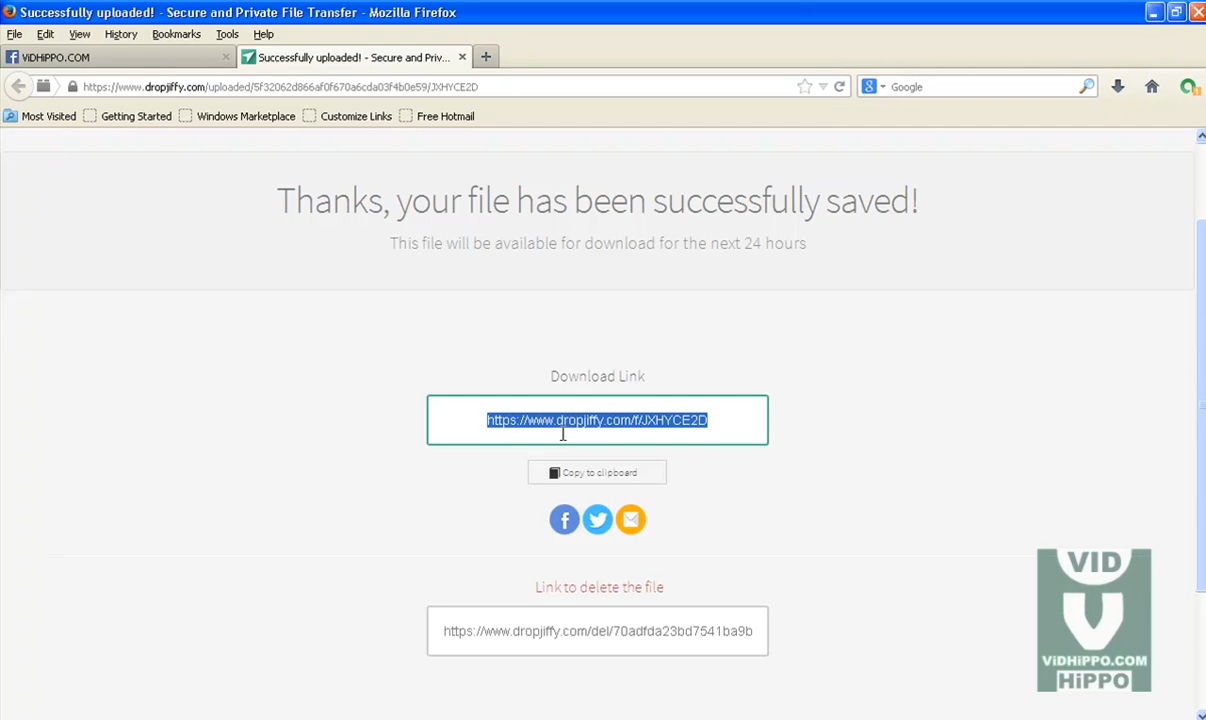 Successfully uploaded! - Secure and Private File Transfer - Mozilla Firefox
File Edit View History Bookmarks Tools Help
ViDHiPPO.COM
Successfully uploaded! - Secure and Priv...
https://www.dropjiffy.com/uploaded/5f32062d866af0f670a6cda03f4b0e59/JXHYCE2D
Google
Most Visited Getting Started Windows Marketplace Customize Links Free Hotmail
Thanks, your file has been successfully saved!
This file will be available for download for the next 24 hours
Download Link
https://www.dropjiffy.com/f/JXHYCE2D
Copy to clipboard
Link to delete the file
https://www.dropjiffy.com/del/70adfda23bd7541ba9b
VID
ViDHiPPO.COM
HiPPO